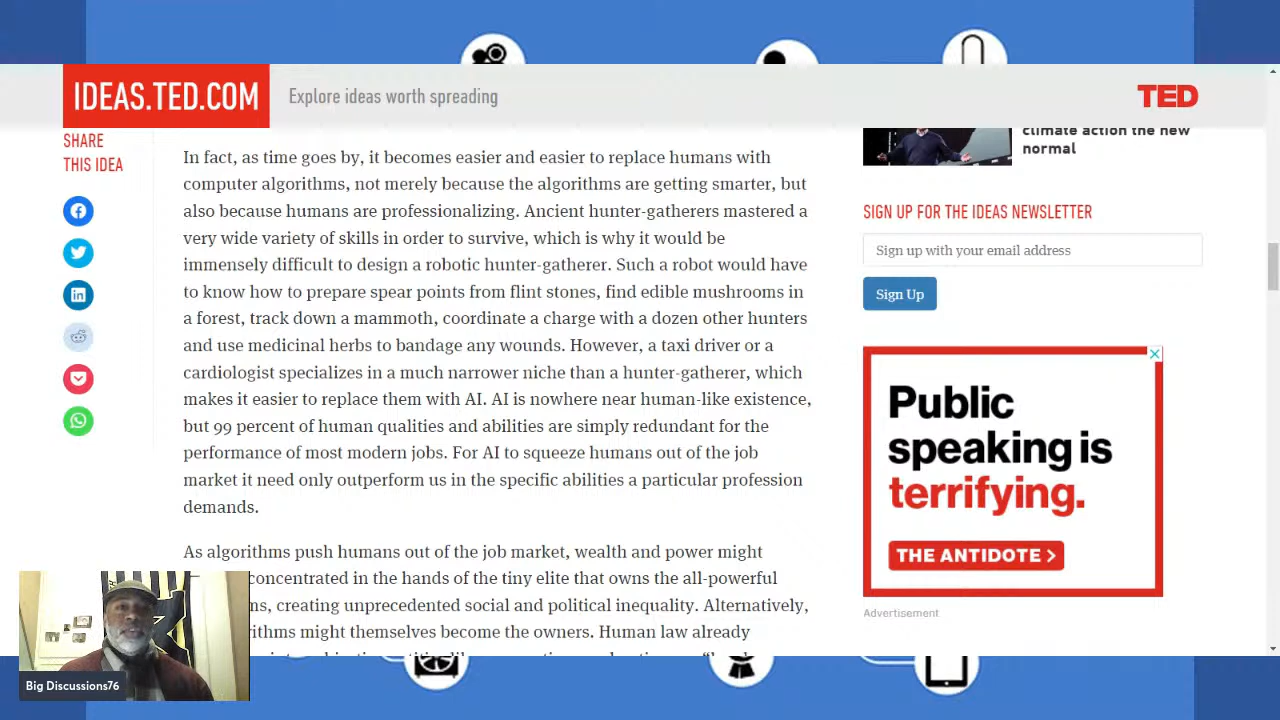 IDEAS.TED.COM
Explore ideas worth spreading
TED
SHARE
THIS IDEA
In fact, as time goes by, it becomes easier and easier to replace humans with
computer algorithms, not merely because the algorithms are getting smarter, but
also because humans are professionalizing. Ancient hunter-gatherers mastered a
very wide variety of skills in order to survive, which is why it would be
immensely difficult to design a robotic hunter-gatherer. Such a robot would have
to know how to prepare spear points from flint stones, find edible mushrooms in
a forest, track down a mammoth, coordinate a charge with a dozen other hunters
and use medicinal herbs to bandage any wounds. However, a taxi driver or a
cardiologist specializes in a much narrower niche than a hunter-gatherer, which
makes it easier to replace them with AI. AI is nowhere near human-like existence,
but 99 percent of human qualities and abilities are simply redundant for the
performance of most modern jobs. For AI to squeeze humans out of the job
market it need only outperform us in the specific abilities a particular profession
demands.
As algorithms push humans out of the job market, wealth and power might
concentrated in the hands of the tiny elite that owns the all-powerful
creating unprecedented social and political inequality. Alternatively,
might themselves become the owners. Human law already
climate action the new
normal
SIGN UP FOR THE IDEAS NEWSLETTER
Sign up with your email address
Sign Up
Public
speaking is
terrifying.
THE ANTIDOTE >
Advertisement
Big Discussions76